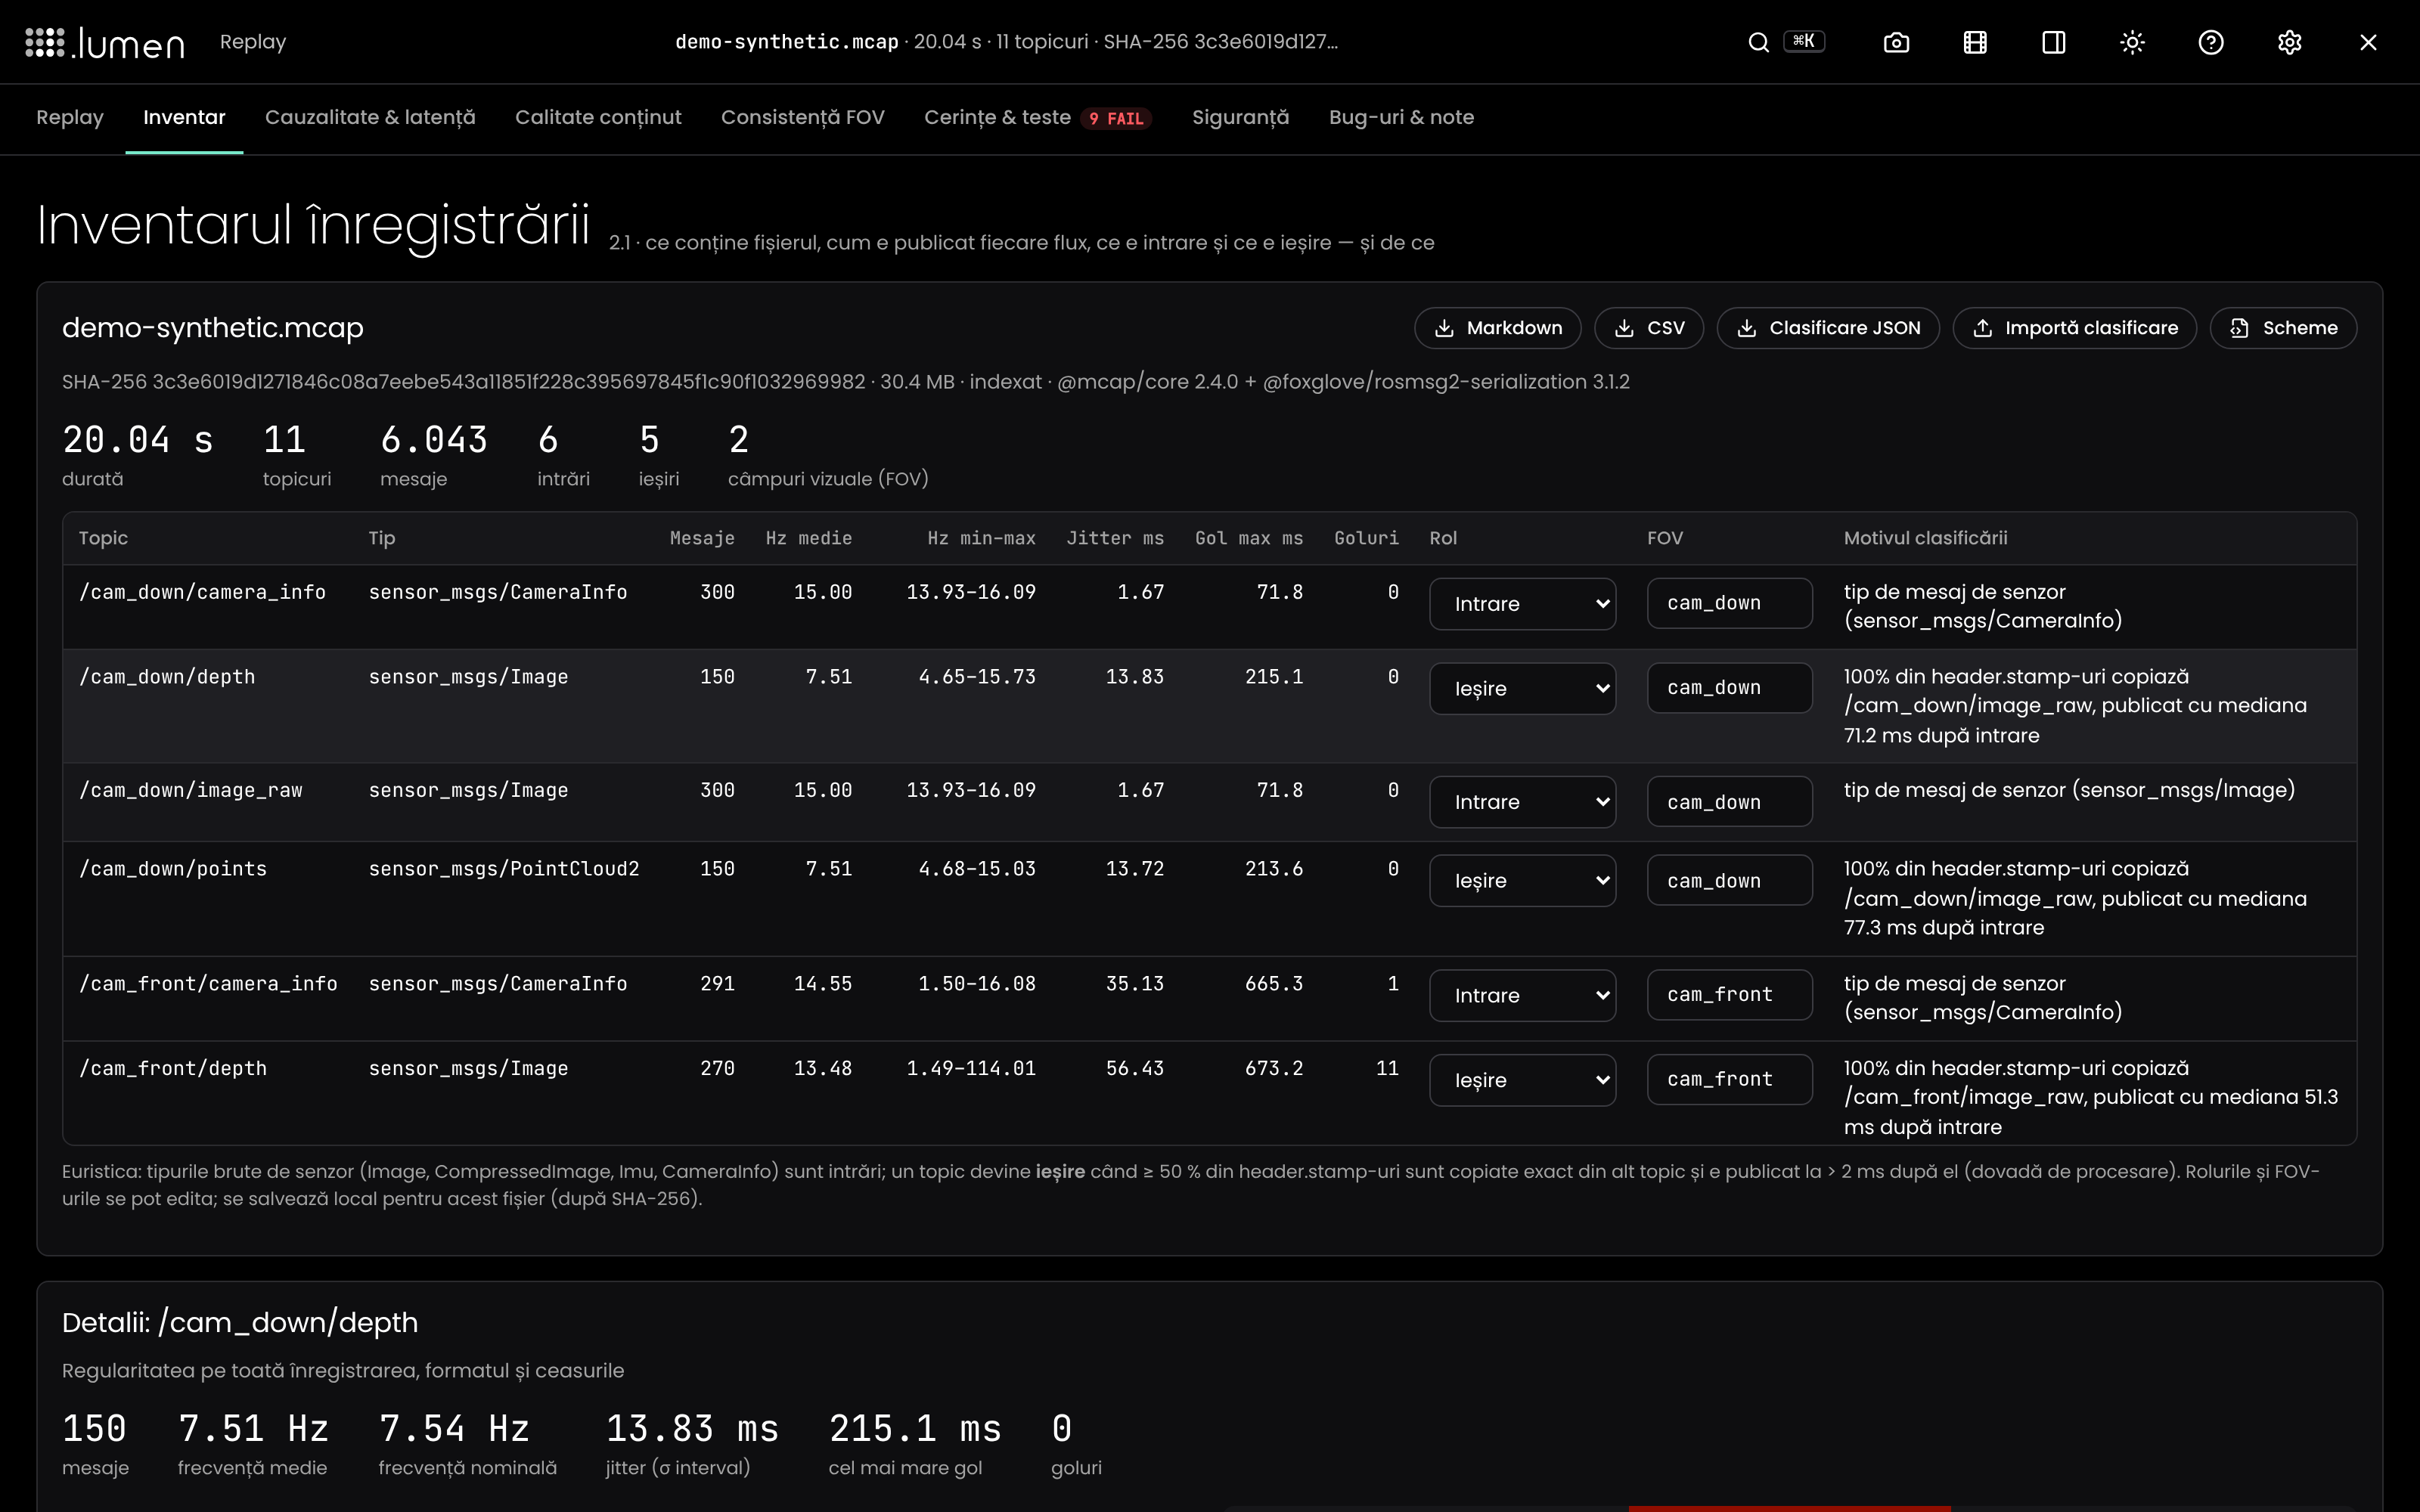 .lumen Replay demo-synthetic.mcap · 20.04 s · 11 topicuri · SHA-256 3c3e6019d127… ⌘K
Replay Inventar Cauzalitate & latență Calitate conținut Consistență FOV Cerințe & teste 9 FAIL Siguranță Bug-uri & note
Inventarul înregistrării 2.1 · ce conține fișierul, cum e publicat fiecare flux, ce e intrare și ce e ieșire — și de ce
demo-synthetic.mcap Markdown CSV Clasificare JSON Importă clasificare Scheme
SHA-256 3c3e6019d1271846c08a7eebe543a11851f228c395697845f1c90f1032969982 · 30.4 MB · indexat · @mcap/core 2.4.0 + @foxglove/rosmsg2-serialization 3.1.2
20.04 s 11 6.043 6 5 2
durată topicuri mesaje intrări ieșiri câmpuri vizuale (FOV)
Topic Tip Mesaje Hz medie Hz min–max Jitter ms Gol max ms Goluri Rol FOV Motivul clasificării
/cam_down/camera_info sensor_msgs/CameraInfo 300 15.00 13.93–16.09 1.67 71.8 0 Intrare cam_down tip de mesaj de senzor
(sensor_msgs/CameraInfo)
/cam_down/depth sensor_msgs/Image 150 7.51 4.65–15.73 13.83 215.1 0 Ieșire cam_down 100% din header.stamp-uri copiază
/cam_down/image_raw, publicat cu mediana
71.2 ms după intrare
/cam_down/image_raw sensor_msgs/Image 300 15.00 13.93–16.09 1.67 71.8 0 Intrare cam_down tip de mesaj de senzor (sensor_msgs/Image)
/cam_down/points sensor_msgs/PointCloud2 150 7.51 4.68–15.03 13.72 213.6 0 Ieșire cam_down 100% din header.stamp-uri copiază
/cam_down/image_raw, publicat cu mediana
77.3 ms după intrare
/cam_front/camera_info sensor_msgs/CameraInfo 291 14.55 1.50–16.08 35.13 665.3 1 Intrare cam_front tip de mesaj de senzor
(sensor_msgs/CameraInfo)
/cam_front/depth sensor_msgs/Image 270 13.48 1.49–114.01 56.43 673.2 11 Ieșire cam_front 100% din header.stamp-uri copiază
/cam_front/image_raw, publicat cu mediana 51.3
ms după intrare
Euristica: tipurile brute de senzor (Image, CompressedImage, Imu, CameraInfo) sunt intrări; un topic devine ieșire când ≥ 50 % din header.stamp-uri sunt copiate exact din alt topic și e publicat la > 2 ms după el (dovadă de procesare). Rolurile și FOV-
urile se pot edita; se salvează local pentru acest fișier (după SHA-256).
Detalii: /cam_down/depth
Regularitatea pe toată înregistrarea, formatul și ceasurile
150 7.51 Hz 7.54 Hz 13.83 ms 215.1 ms 0
mesaje frecvență medie frecvență nominală jitter (σ interval) cel mai mare gol goluri